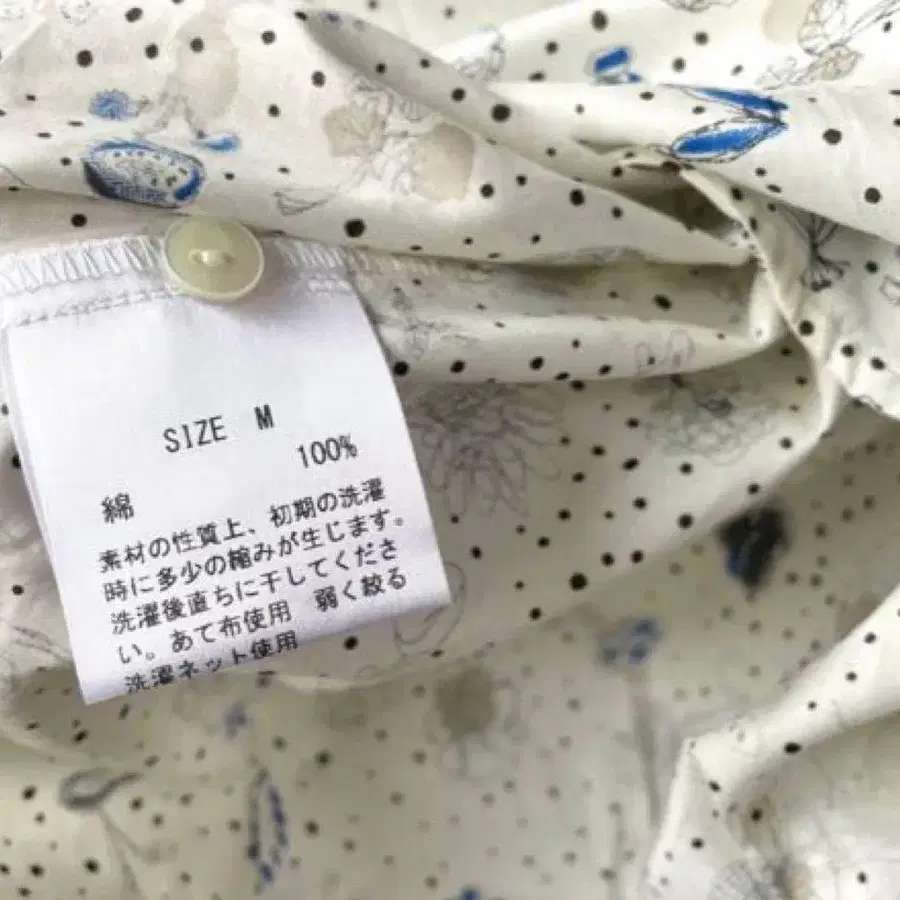 SIZE M
綿 100%
素材の性質上、初期の洗濯
時に多少の縮みが生じます。
洗濯後直ちに干してくださ
い。あて布使用 弱く絞る
洗濯ネット使用